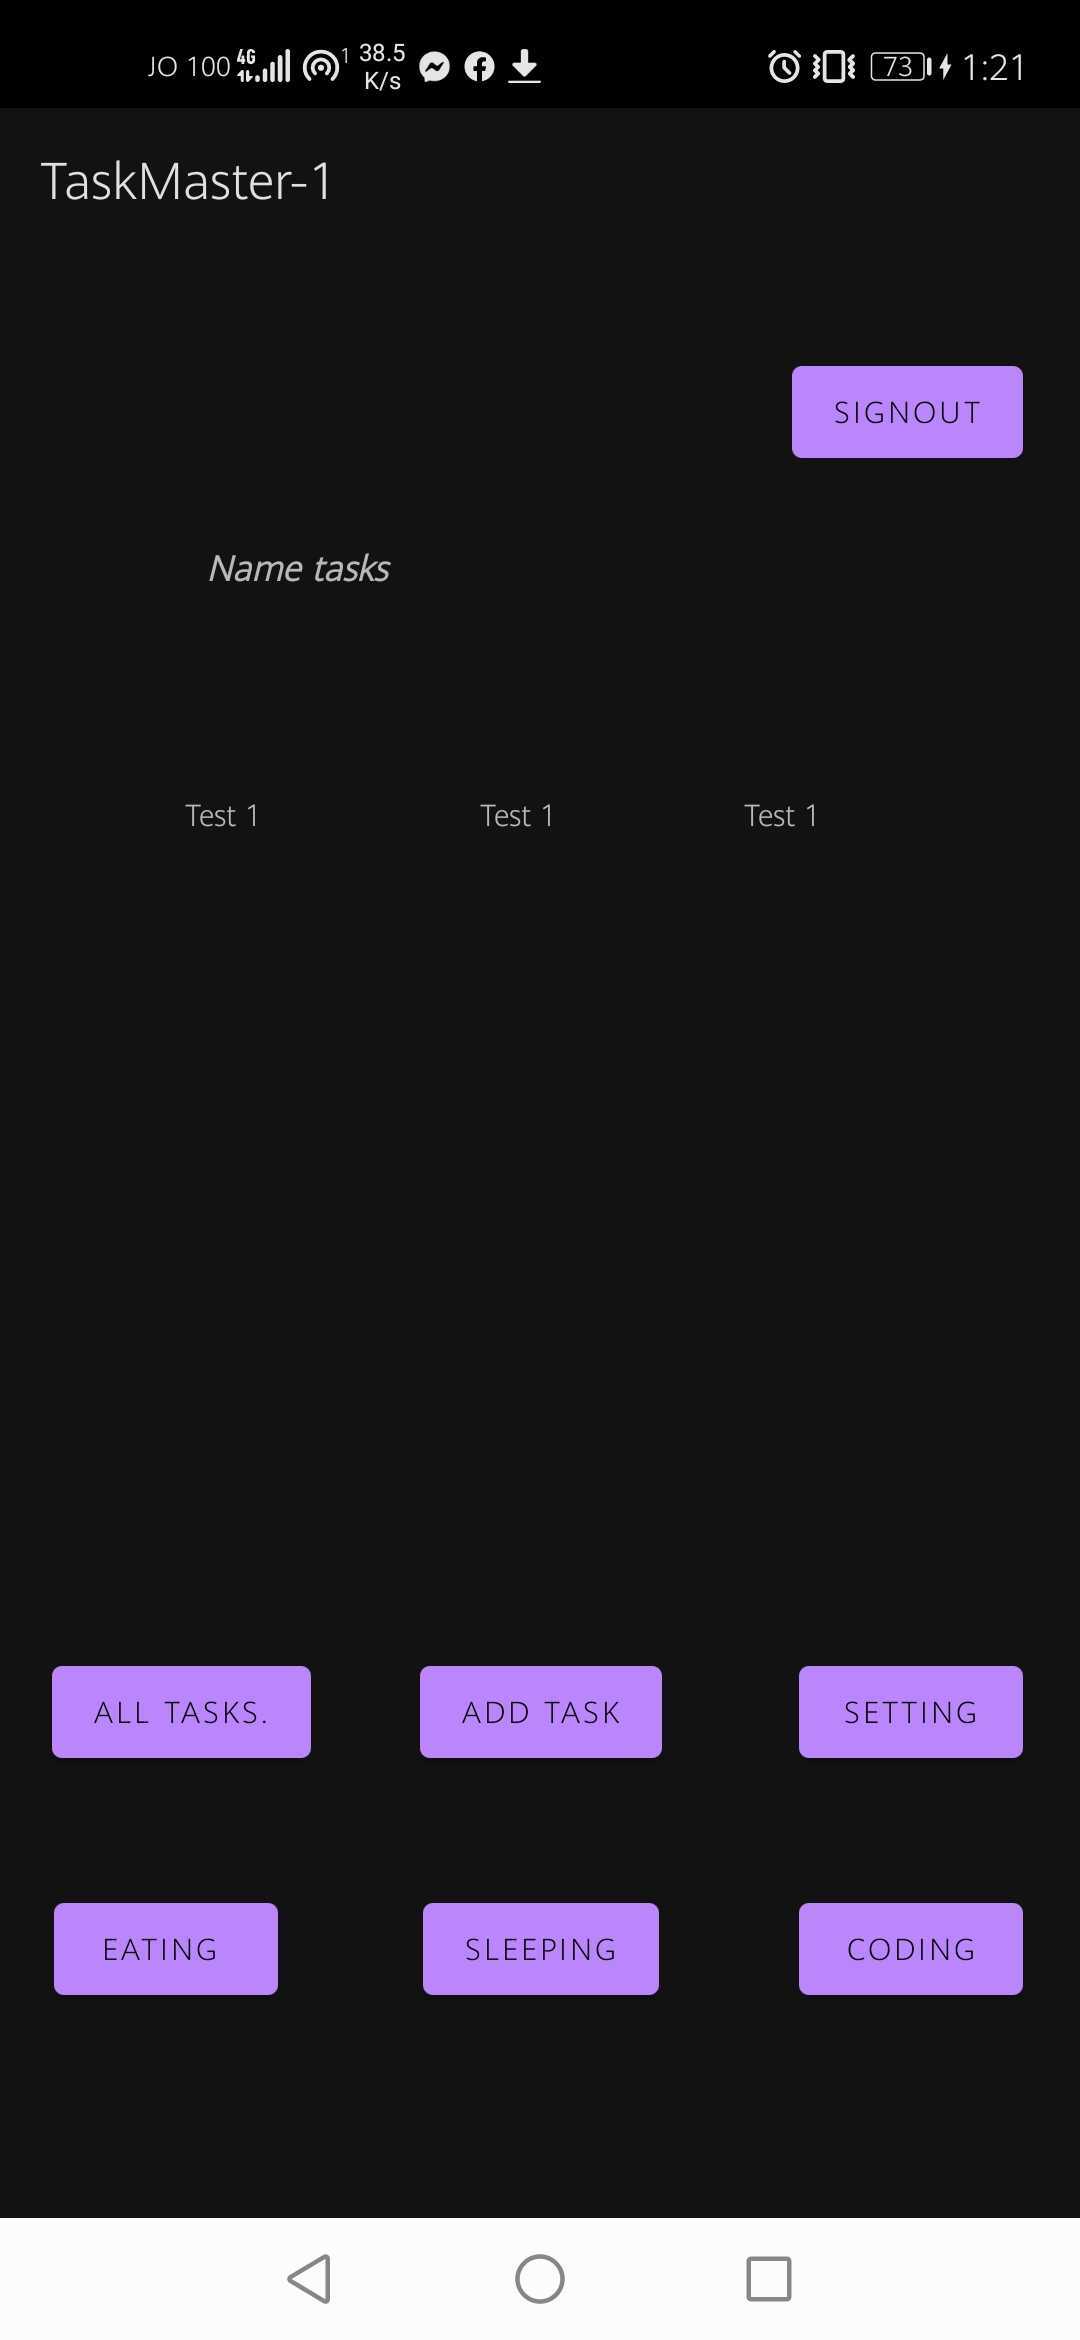 JO 100 4G 1 38.5 K/s 73 1:21
TaskMaster-1
SIGNOUT
Name tasks
Test 1 Test 1 Test 1
ALL TASKS. ADD TASK SETTING
EATING SLEEPING CODING